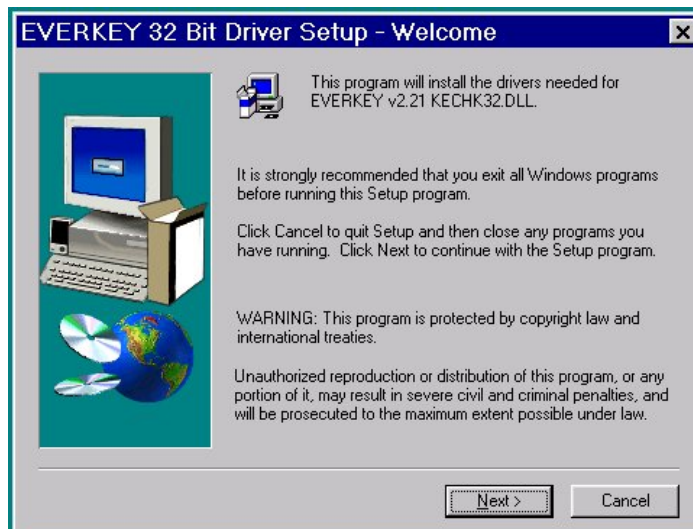 EVERKEY 32 Bit Driver Setup - Welcome
This program will install the drivers needed for
EVERKEY v2.21 KECHK32.DLL.
It is strongly recommended that you exit all Windows programs
before running this Setup program.
Click Cancel to quit Setup and then close any programs you
have running. Click Next to continue with the Setup program.
WARNING: This program is protected by copyright law and
international treaties.
Unauthorized reproduction or distribution of this program, or any
portion of it, may result in severe civil and criminal penalties, and
will be prosecuted to the maximum extent possible under law.
Next > Cancel